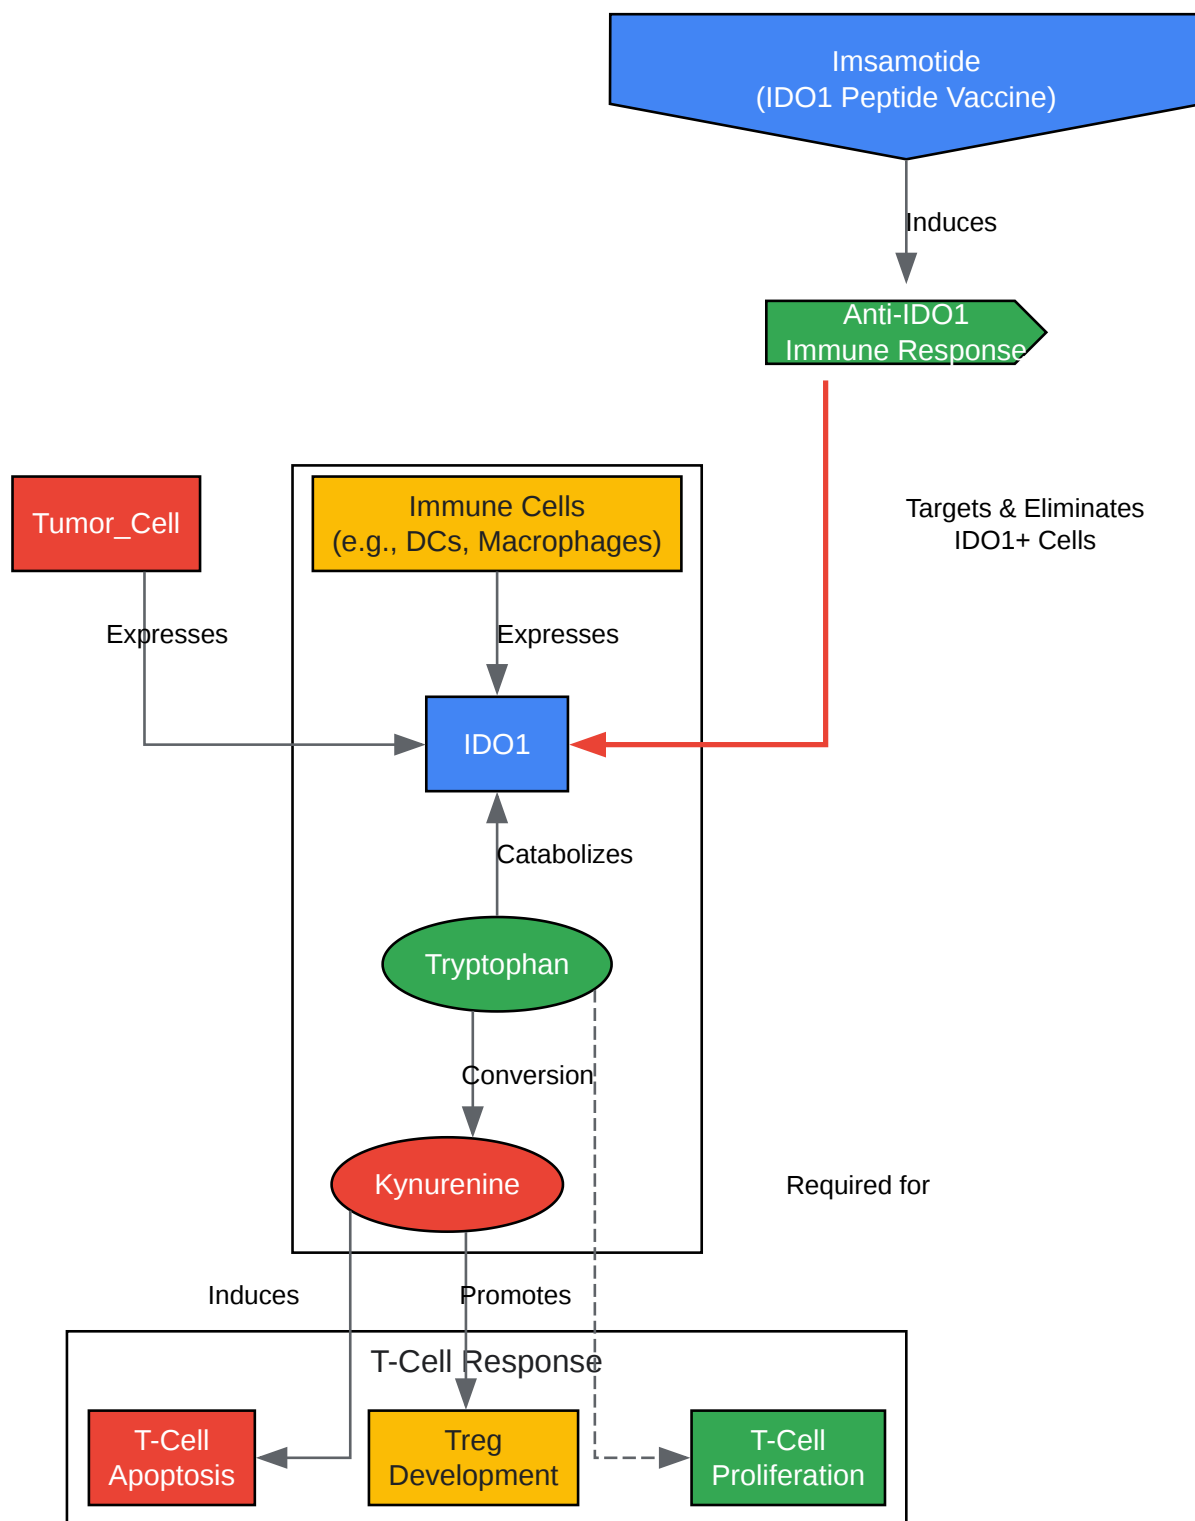 Imsamotide
(IDO1 Peptide Vaccine)
Induces
Anti-IDO1
Immune Response
Tumor_Cell
Immune Cells
(e.g., DCs, Macrophages)
Targets & Eliminates
IDO1+ Cells
Expresses
Expresses
IDO1
Catabolizes
Tryptophan
Conversion
Kynurenine
Required for
Induces
Promotes
T-Cell Response
T-Cell
Apoptosis
Treg
Development
T-Cell
Proliferation